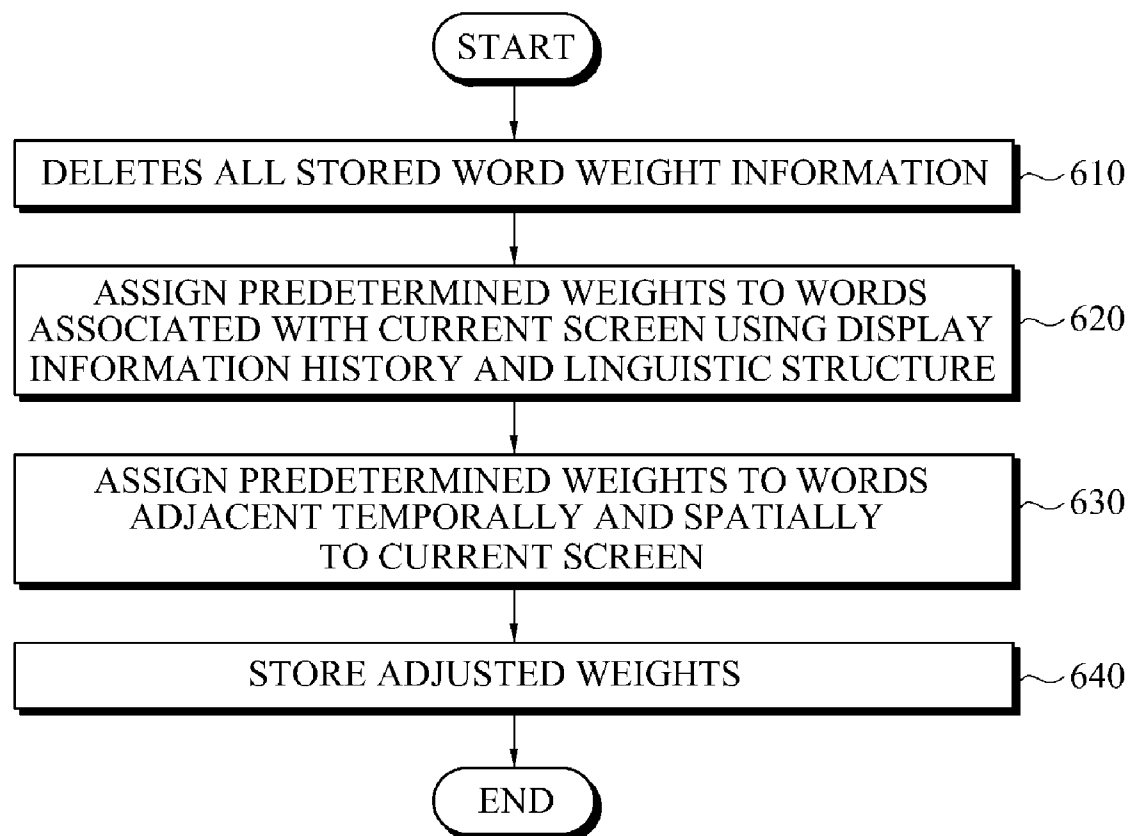 START
DELETES ALL STORED WORD WEIGHT INFORMATION
610
ASSIGN PREDETERMINED WEIGHTS TO WORDS
ASSOCIATED WITH CURRENT SCREEN USING DISPLAY
INFORMATION HISTORY AND LINGUISTIC STRUCTURE
620
ASSIGN PREDETERMINED WEIGHTS TO WORDS
ADJACENT TEMPORALLY AND SPATIALLY
TO CURRENT SCREEN
630
STORE ADJUSTED WEIGHTS
640
END